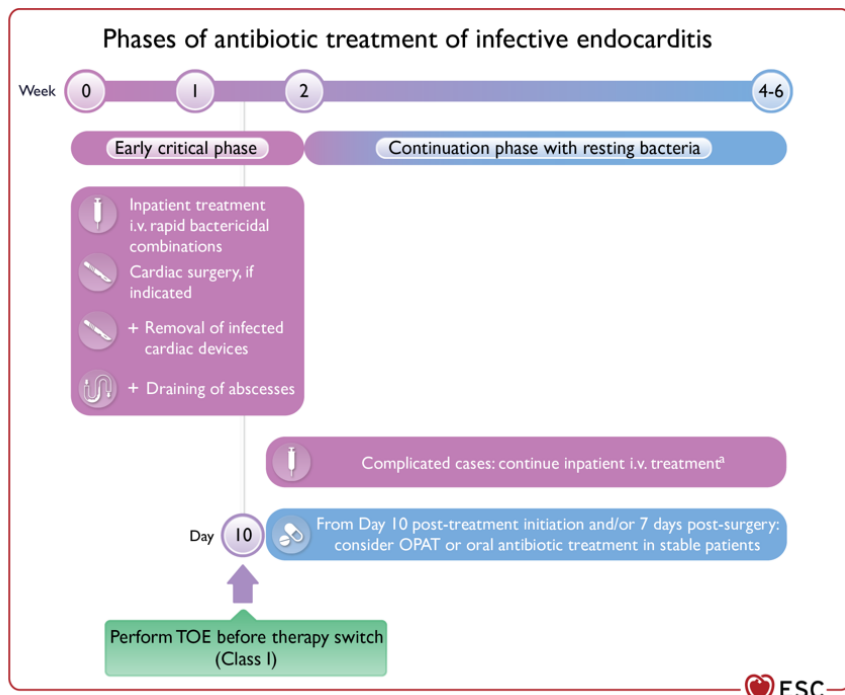 Phases of antibiotic treatment of infective endocarditis
Week 0 1 2 4-6
Early critical phase
Continuation phase with resting bacteria
Inpatient treatment
i.v. rapid bactericidal
combinations
Cardiac surgery, if
indicated
+ Removal of infected
cardiac devices
+ Draining of abscesses
Complicated cases: continue inpatient i.v. treatmentᵃ
Day 10
From Day 10 post-treatment initiation and/or 7 days post-surgery:
consider OPAT or oral antibiotic treatment in stable patients
Perform TOE before therapy switch
(Class I)
ESC